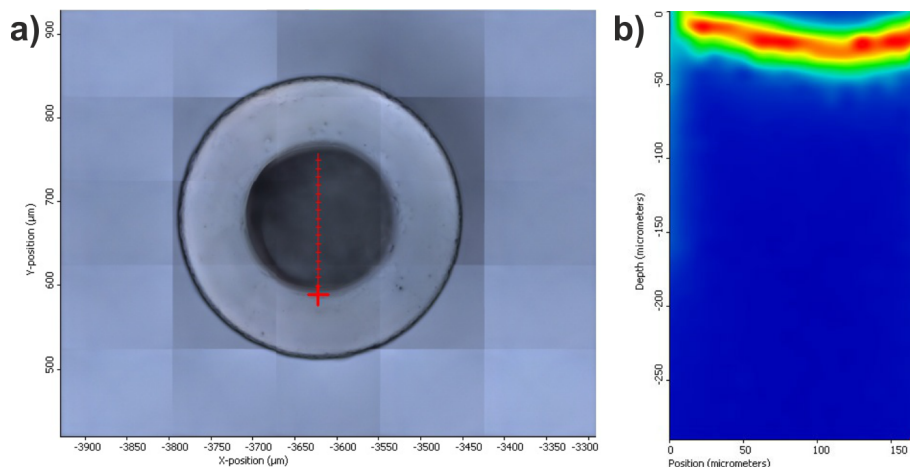 a)
900
800
700
600
500
Y-position (μm)
-3900 -3850 -3800 -3750 -3700 -3650 -3600 -3550 -3500 -3450 -3400 -3350 -3300
X-position (μm)
b)
0
-50
-100
-150
-200
-250
Depth (micrometers)
0 50 100 150
Position (micrometers)